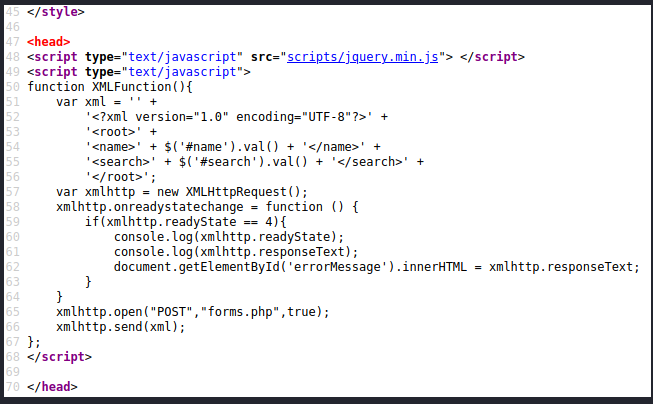 45 </style>
46
47 <head>
48 <script type="text/javascript" src="scripts/jquery.min.js"> </script>
49 <script type="text/javascript">
50 function XMLFunction(){
51     var xml = '' +
52         '<?xml version="1.0" encoding="UTF-8"?>' +
53         '<root>' +
54         '<name>' + $('#name').val() + '</name>' +
55         '<search>' + $('#search').val() + '</search>' +
56         '</root>';
57     var xmlhttp = new XMLHttpRequest();
58     xmlhttp.onreadystatechange = function () {
59         if(xmlhttp.readyState == 4){
60             console.log(xmlhttp.readyState);
61             console.log(xmlhttp.responseText);
62             document.getElementById('errorMessage').innerHTML = xmlhttp.responseText;
63         }
64     }
65     xmlhttp.open("POST","forms.php",true);
66     xmlhttp.send(xml);
67 };
68 </script>
69
70 </head>